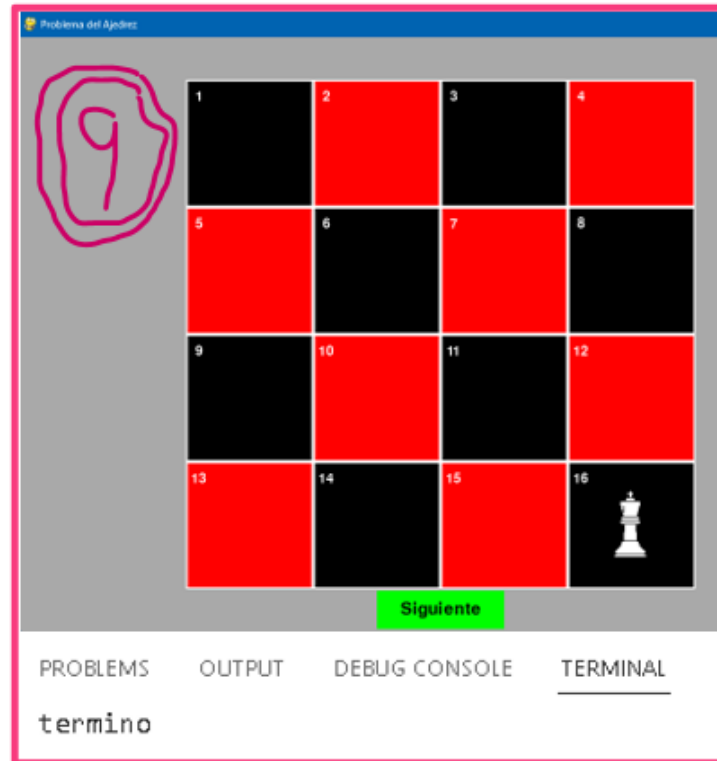 Problema del Ajedrez
9
1 2 3 4
5 6 7 8
9 10 11 12
13 14 15 16
Siguiente
PROBLEMS OUTPUT DEBUG CONSOLE TERMINAL
termino